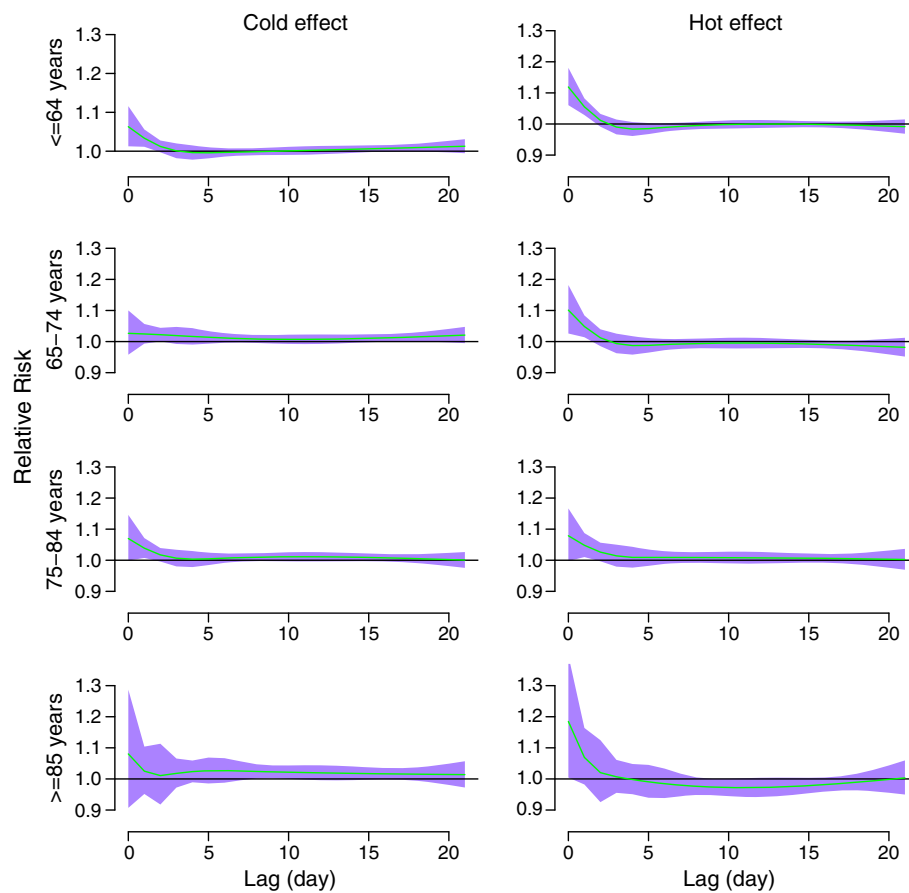 Cold effect
Hot effect
Relative Risk
<=64 years
1.3
1.2
1.1
1.0
0 5 10 15 20
1.3
1.2
1.1
1.0
0.9
0 5 10 15 20
65–74 years
1.3
1.2
1.1
1.0
0.9
0 5 10 15 20
1.3
1.2
1.1
1.0
0.9
0 5 10 15 20
75–84 years
1.3
1.2
1.1
1.0
0.9
0 5 10 15 20
1.3
1.2
1.1
1.0
0.9
0 5 10 15 20
>=85 years
1.3
1.2
1.1
1.0
0.9
0 5 10 15 20
Lag (day)
1.3
1.2
1.1
1.0
0.9
0 5 10 15 20
Lag (day)